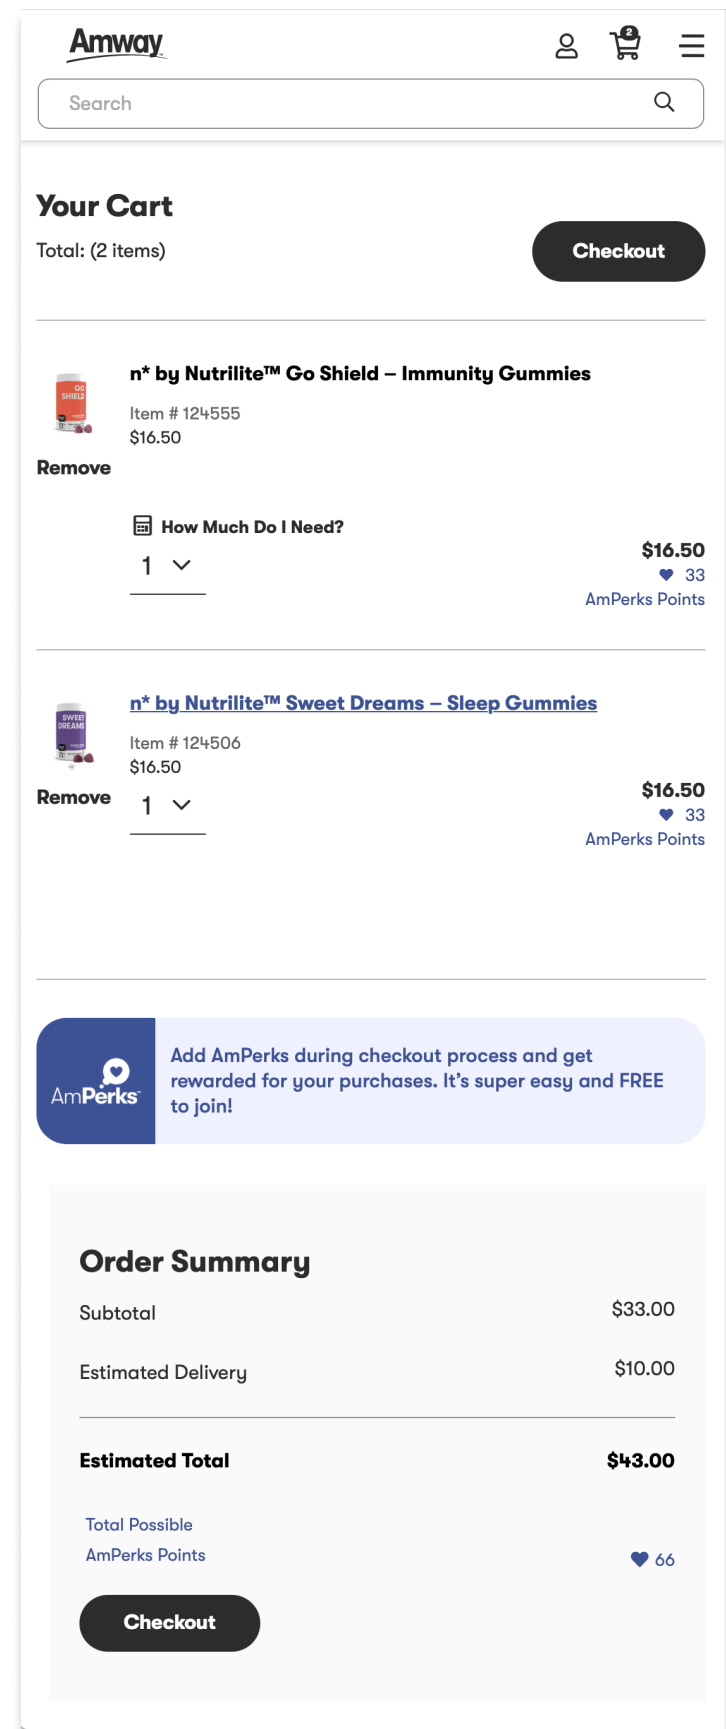 Amway
2
Search
Your Cart
Total: (2 items)
Checkout
n* by Nutrilite™ Go Shield – Immunity Gummies
GO
SHIELD
Item # 124555
$16.50
Remove
How Much Do I Need?
1
$16.50
33
AmPerks Points
n* by Nutrilite™ Sweet Dreams – Sleep Gummies
SWEET
DREAMS
Item # 124506
$16.50
Remove
1
$16.50
33
AmPerks Points
AmPerks
Add AmPerks during checkout process and get
rewarded for your purchases. It’s super easy and FREE
to join!
Order Summary
Subtotal
$33.00
Estimated Delivery
$10.00
Estimated Total
$43.00
Total Possible
AmPerks Points
66
Checkout